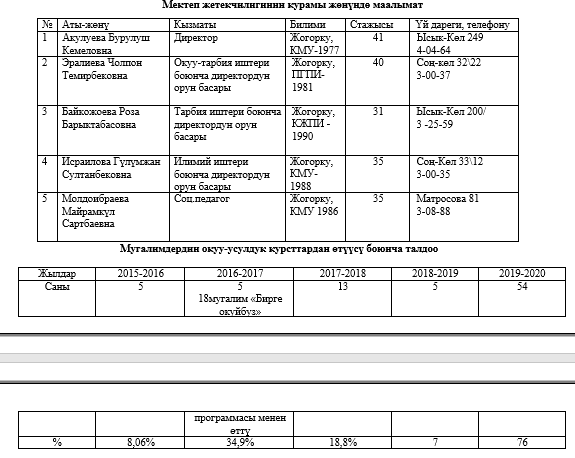 Мектеп жетекчилигинин курамы жөнүндө маалымат
№ Аты-жөнү Кызматы Билими Стажысы Үй дареги, телефону
1 Акулуева Бурулуш Директор Жогорку, 41 Ысык-Көл 249
Кемеловна КМУ-1977 4-04-64
2 Эралиева Чолпон Окуу-тарбия иштери Жогорку, 40 Соң-көл 32\22
Темирбековна боюнча директордун ПГПИ- 3-00-37
орун басары 1981
3 Байкожоева Роза Тарбия иштери боюнча Жогорку, 31 Ысык-Көл 200/
Барыктабасовна директордун орун КЖПИ - 3 -25-59
басары 1990
4 Исраилова Гүлүмжан Илимий иштери Жогорку, 35 Соң-Көл 33\12
Султанбековна боюнча директордун КМУ- 3-00-35
орун басары 1988
5 Молдоибраева Соц.педагог Жогорку, 35 Матросова 81
Майрамкүл КМУ 1986 3-08-88
Сартбаевна
Мугалимдердин окуу-усулдук курсттардан өтүүсү боюнча талдоо
Жылдар 2015-2016 2016-2017 2017-2018 2018-2019 2019-2020
Саны 5 5 13 5 54
18мугалим «Бирге
окуйбуз»
программасы менен
өттү
% 8,06% 34,9% 18,8% 7 76